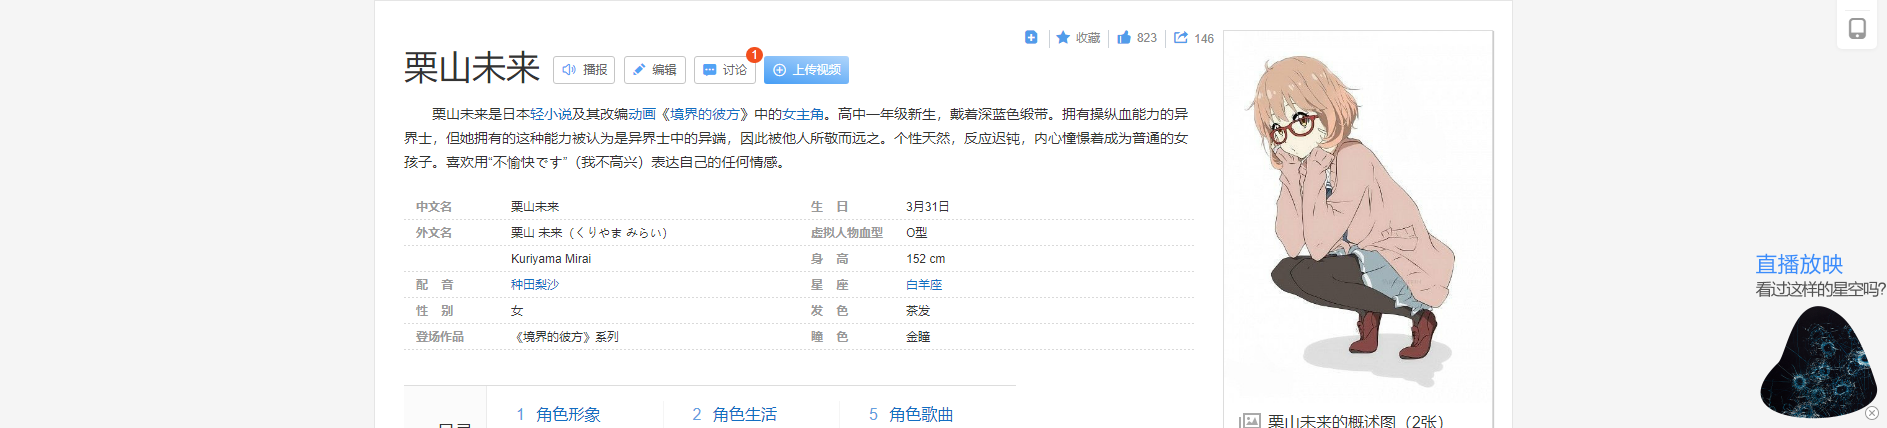 收藏 823 146
栗山未来 播报 编辑 讨论 1 上传视频
栗山未来是日本轻小说及其改编动画《境界的彼方》中的女主角。高中一年级新生，戴着深蓝色缎带。拥有操纵血能力的异
界士，但她拥有的这种能力被认为是异界士中的异端，因此被他人所敬而远之。个性天然，反应迟钝，内心憧憬着成为普通的女
孩子。喜欢用“不愉快です”（我不高兴）表达自己的任何情感。
中文名 栗山未来 生 日 3月31日
外文名 栗山 未来（くりやま みらい） 虚拟人物血型 O型
Kuriyama Mirai 身 高 152 cm
配 音 种田梨沙 星 座 白羊座
性 别 女 发 色 茶发
登场作品 《境界的彼方》系列 瞳 色 金瞳
1 角色形象 2 角色生活 5 角色歌曲
栗山未来的概述图（2张）
直播放映
看过这样的星空吗?